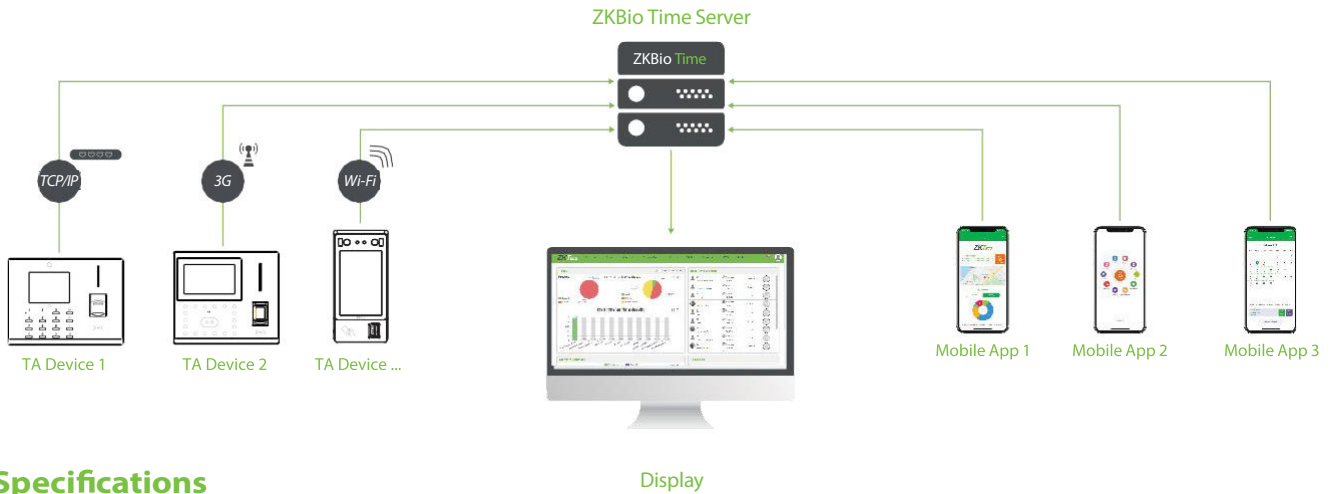 ZKBio Time Server
ZKBio Time
TCP/IP
3G
Wi-Fi
TA Device 1
TA Device 2
TA Device ...
Mobile App 1
Mobile App 2
Mobile App 3
Display
Specifications